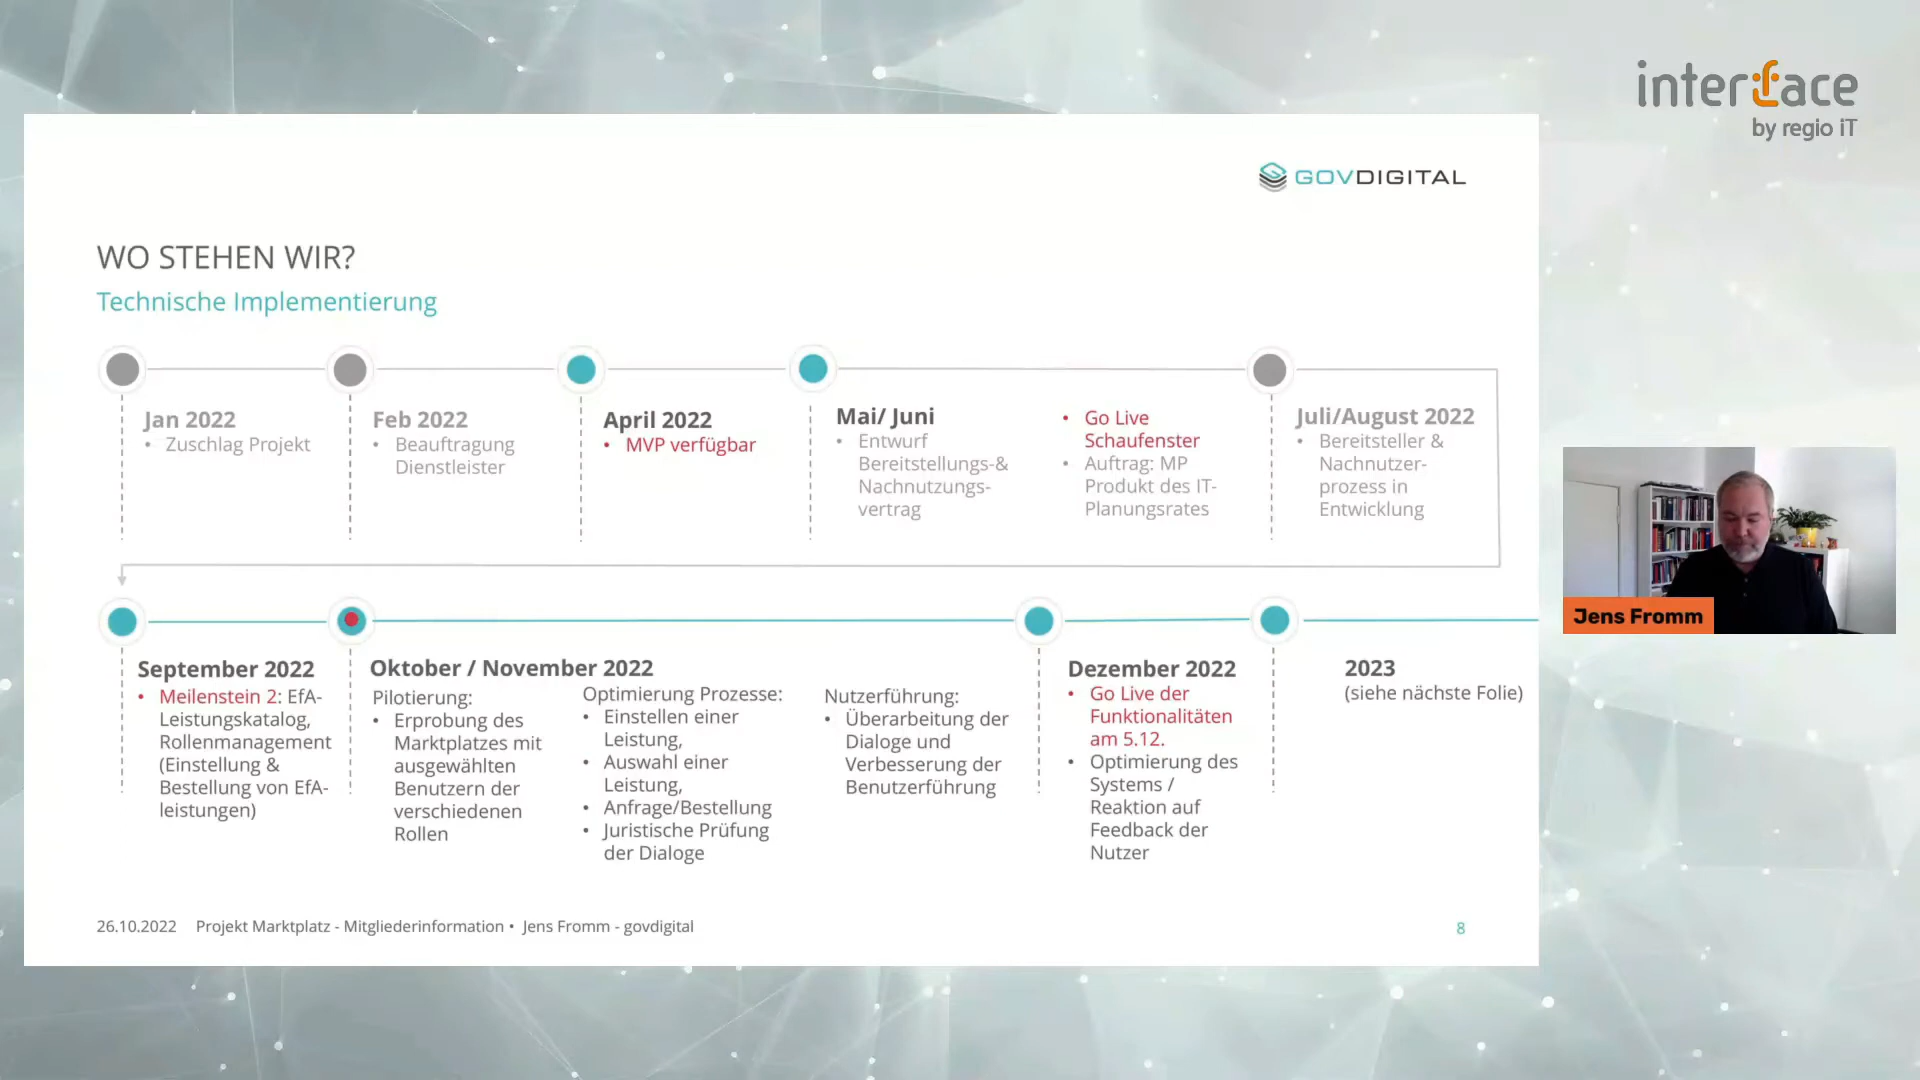 interface
by regio iT
GOVDIGITAL
WO STEHEN WIR?
Technische Implementierung
Jan 2022
• Zuschlag Projekt
Feb 2022
• Beauftragung
Dienstleister
April 2022
• MVP verfügbar
Mai/ Juni
• Entwurf
Bereitstellungs-&
Nachnutzungs-
vertrag
• Go Live
Schaufenster
• Auftrag: MP
Produkt des IT-
Planungsrates
Juli/August 2022
• Bereitsteller &
Nachnutzer-
prozess in
Entwicklung
September 2022
• Meilenstein 2: EfA-
Leistungskatalog,
Rollenmanagement
(Einstellung &
Bestellung von EfA-
leistungen)
Oktober / November 2022
Pilotierung:
• Erprobung des
Marktplatzes mit
ausgewählten
Benutzern der
verschiedenen
Rollen
Optimierung Prozesse:
• Einstellen einer
Leistung,
• Auswahl einer
Leistung,
• Anfrage/Bestellung
• Juristische Prüfung
der Dialoge
Nutzerführung:
• Überarbeitung der
Dialoge und
Verbesserung der
Benutzerführung
Dezember 2022
• Go Live der
Funktionalitäten
am 5.12.
• Optimierung des
Systems /
Reaktion auf
Feedback der
Nutzer
2023
(siehe nächste Folie)
Jens Fromm
26.10.2022 Projekt Marktplatz - Mitgliederinformation • Jens Fromm - govdigital
8